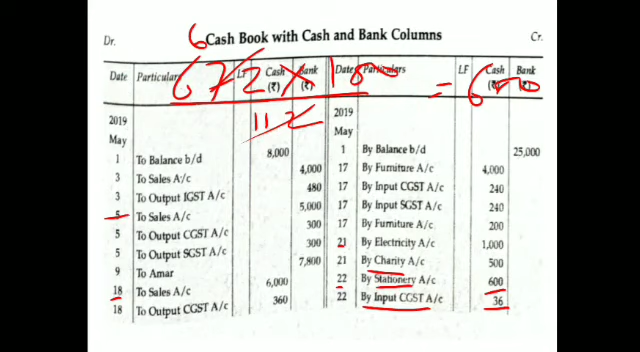 Cash Book with Cash and Bank Columns
Dr. Cr.
6
672 x 100 = 600
112
Date Particulars LF Cash (₹) Bank (₹) Date Particulars LF Cash (₹) Bank (₹)
2019 2019
May May
1 To Balance b/d 8,000 1 By Balance b/d 25,000
3 To Sales A/c 4,000 17 By Furniture A/c 4,000
3 To Output IGST A/c 480 17 By Input CGST A/c 240
5 To Sales A/c 5,000 17 By Input SGST A/c 240
5 To Output CGST A/c 300 17 By Furniture A/c 200
5 To Output SGST A/c 300 21 By Electricity A/c 1,000
9 To Amar 7,800 21 By Charity A/c 500
18 To Sales A/c 6,000 22 By Stationery A/c 600
18 To Output CGST A/c 360 22 By Input CGST A/c 36